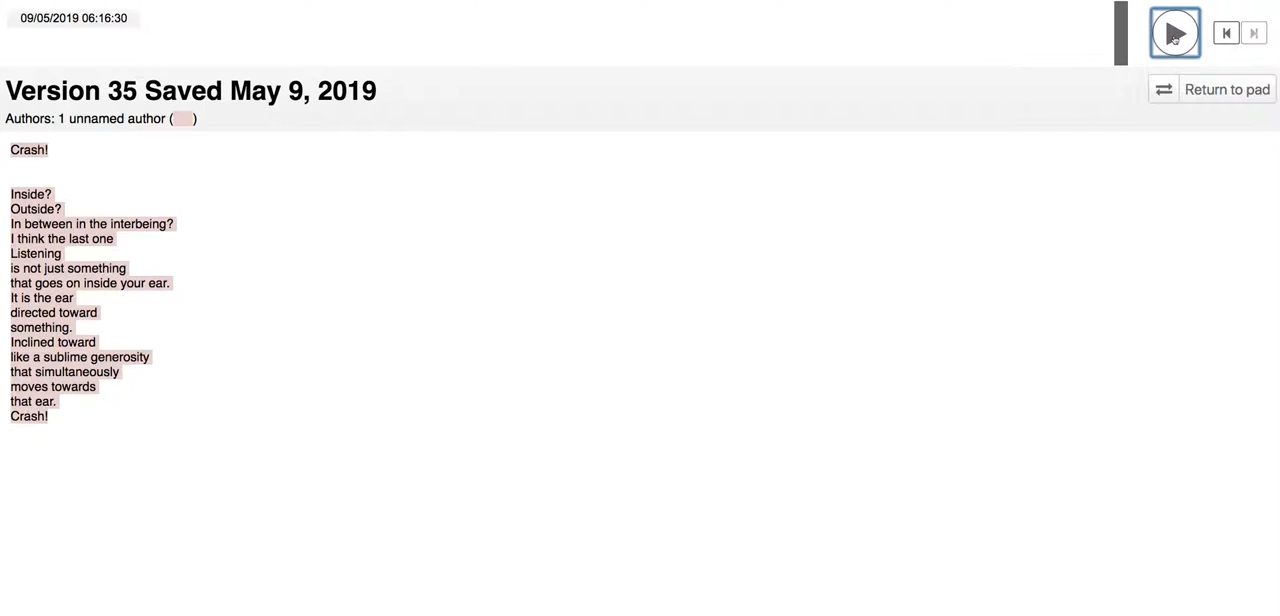 09/05/2019 06:16:30
Version 35 Saved May 9, 2019
Return to pad
Authors: 1 unnamed author ( )
Crash!
Inside?
Outside?
In between in the interbeing?
I think the last one
Listening
is not just something
that goes on inside your ear.
It is the ear
directed toward
something.
Inclined toward
like a sublime generosity
that simultaneously
moves towards
that ear.
Crash!